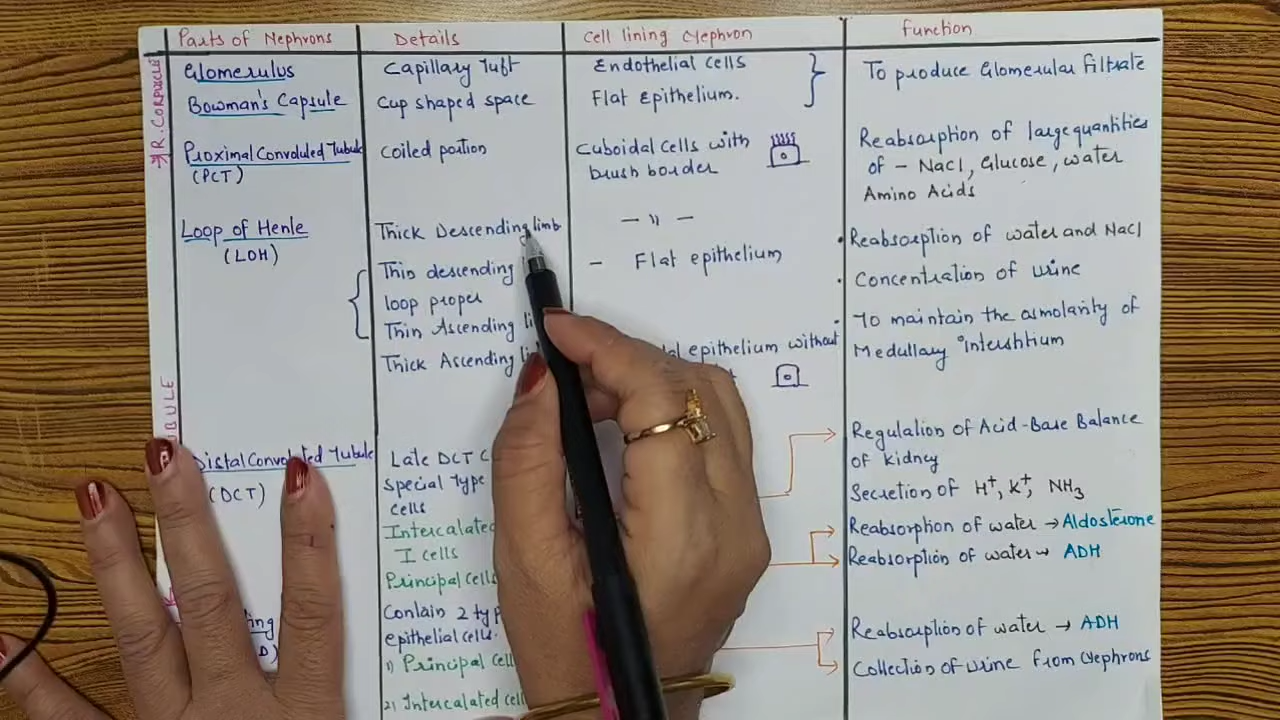 Parts of Nephrons
Details
Cell lining Nephron
Function
R. Corpuscle
Glomerulus
Capillary Tuft
Endothelial Cells
To produce Glomerular Filtrate
Bowman's Capsule
Cup shaped space
Flat Epithelium.
Proximal Convoluted Tubule
(PCT)
Coiled portion
Cuboidal Cells with
brush border
Reabsorption of large quantities
of - NaCl, Glucose, water
Amino Acids
Loop of Henle
(LOH)
Thick Descending limb
— " —
Reabsorption of water and NaCl
Thin descending
- Flat epithelium
Concentration of urine
loop proper
Thin Ascending
To maintain the osmolarity of
Medullary interstitium
Thick Ascending
epithelium without
Distal Convoluted Tubule
(DCT)
Late DCT
special Type
cells
Regulation of Acid-Base Balance
of kidney
Secretion of H+, K+, NH3
Intercalated
I cells
Principal Cells
Reabsorption of water → Aldosterone
Reabsorption of water → ADH
Contain 2
epithelial cells.
1) Principal Cell
2) Intercalated cell
Reabsorption of water → ADH
Collection of urine from Nephrons